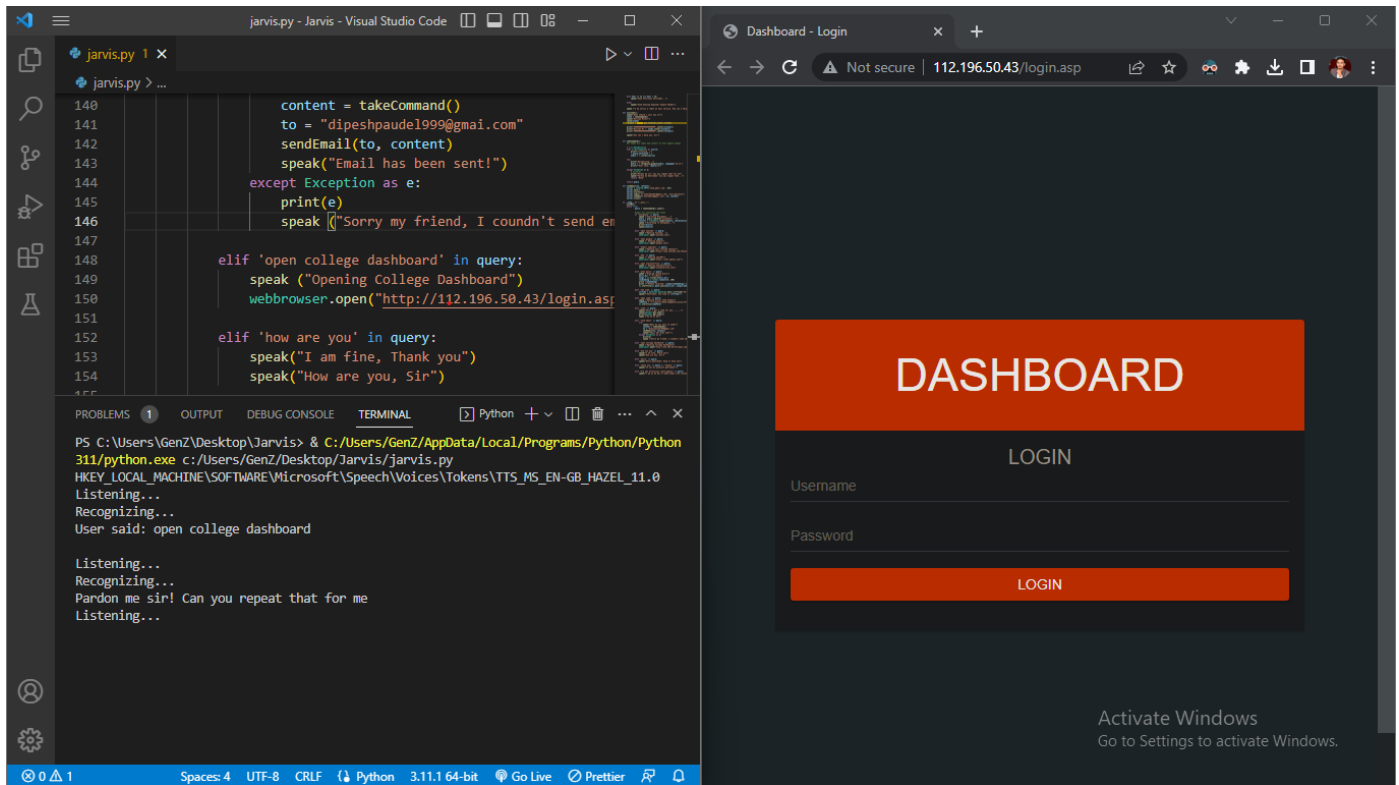 jarvis.py - Jarvis - Visual Studio Code
jarvis.py 1
jarvis.py > ...
140 content = takeCommand()
141 to = "dipeshpaudel999@gmai.com"
142 sendEmail(to, content)
143 speak("Email has been sent!")
144 except Exception as e:
145 print(e)
146 speak ("Sorry my friend, I coundn't send em
147
148 elif 'open college dashboard' in query:
149 speak ("Opening College Dashboard")
150 webbrowser.open("http://112.196.50.43/login.asp
151
152 elif 'how are you' in query:
153 speak("I am fine, Thank you")
154 speak("How are you, Sir")
155
PROBLEMS 1 OUTPUT DEBUG CONSOLE TERMINAL Python
PS C:\Users\GenZ\Desktop\Jarvis> & C:/Users/GenZ/AppData/Local/Programs/Python/Python
311/python.exe c:/Users/GenZ/Desktop/Jarvis/jarvis.py
HKEY_LOCAL_MACHINE\SOFTWARE\Microsoft\Speech\Voices\Tokens\TTS_MS_EN-GB_HAZEL_11.0
Listening...
Recognizing...
User said: open college dashboard
Listening...
Recognizing...
Pardon me sir! Can you repeat that for me
Listening...
0 1 Spaces: 4 UTF-8 CRLF Python 3.11.1 64-bit Go Live Prettier
Dashboard - Login
Not secure | 112.196.50.43/login.asp
DASHBOARD
LOGIN
Username
Password
LOGIN
Activate Windows
Go to Settings to activate Windows.